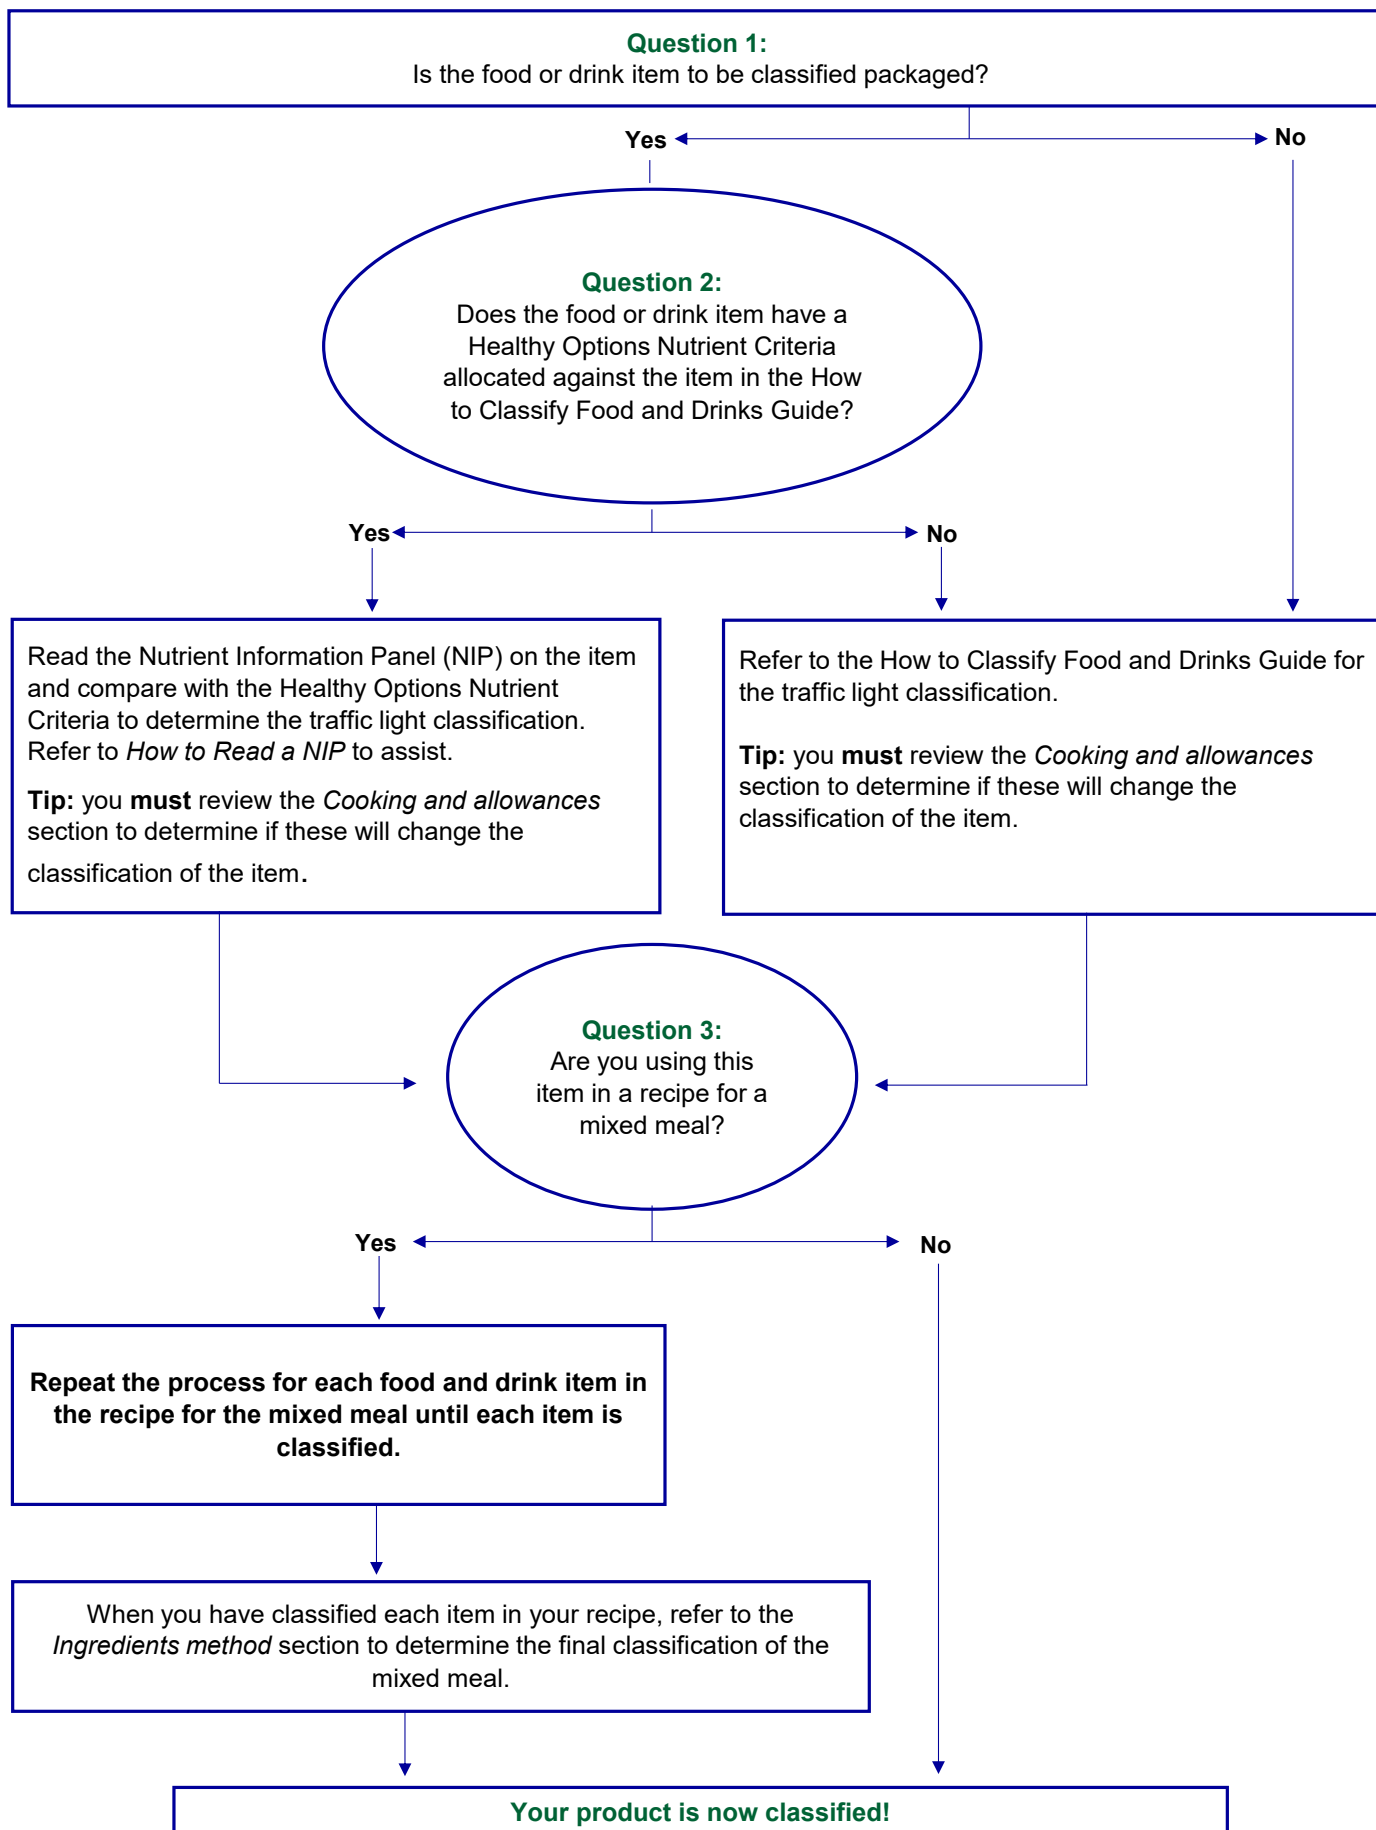 Question 1:
Is the food or drink item to be classified packaged?
Yes
No
Question 2:
Does the food or drink item have a
Healthy Options Nutrient Criteria
allocated against the item in the How
to Classify Food and Drinks Guide?
Yes
No
Read the Nutrient Information Panel (NIP) on the item
and compare with the Healthy Options Nutrient
Criteria to determine the traffic light classification.
Refer to How to Read a NIP to assist.
Tip: you must review the Cooking and allowances
section to determine if these will change the
classification of the item.
Refer to the How to Classify Food and Drinks Guide for
the traffic light classification.
Tip: you must review the Cooking and allowances
section to determine if these will change the
classification of the item.
Question 3:
Are you using this
item in a recipe for a
mixed meal?
Yes
No
Repeat the process for each food and drink item in
the recipe for the mixed meal until each item is
classified.
When you have classified each item in your recipe, refer to the
Ingredients method section to determine the final classification of the
mixed meal.
Your product is now classified!